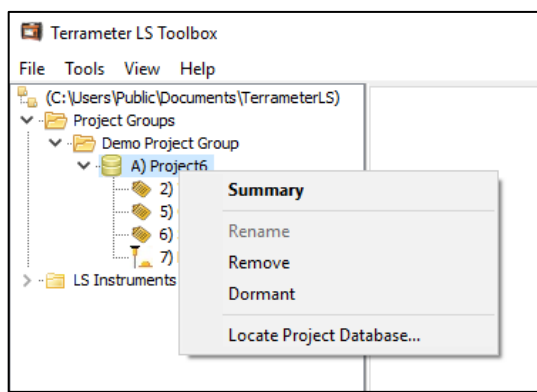 Terrameter LS Toolbox
File Tools View Help
(C:\Users\Public\Documents\TerrameterLS)
Project Groups
Demo Project Group
A) Project6
2)
5)
6)
7)
LS Instruments
Summary
Rename
Remove
Dormant
Locate Project Database...